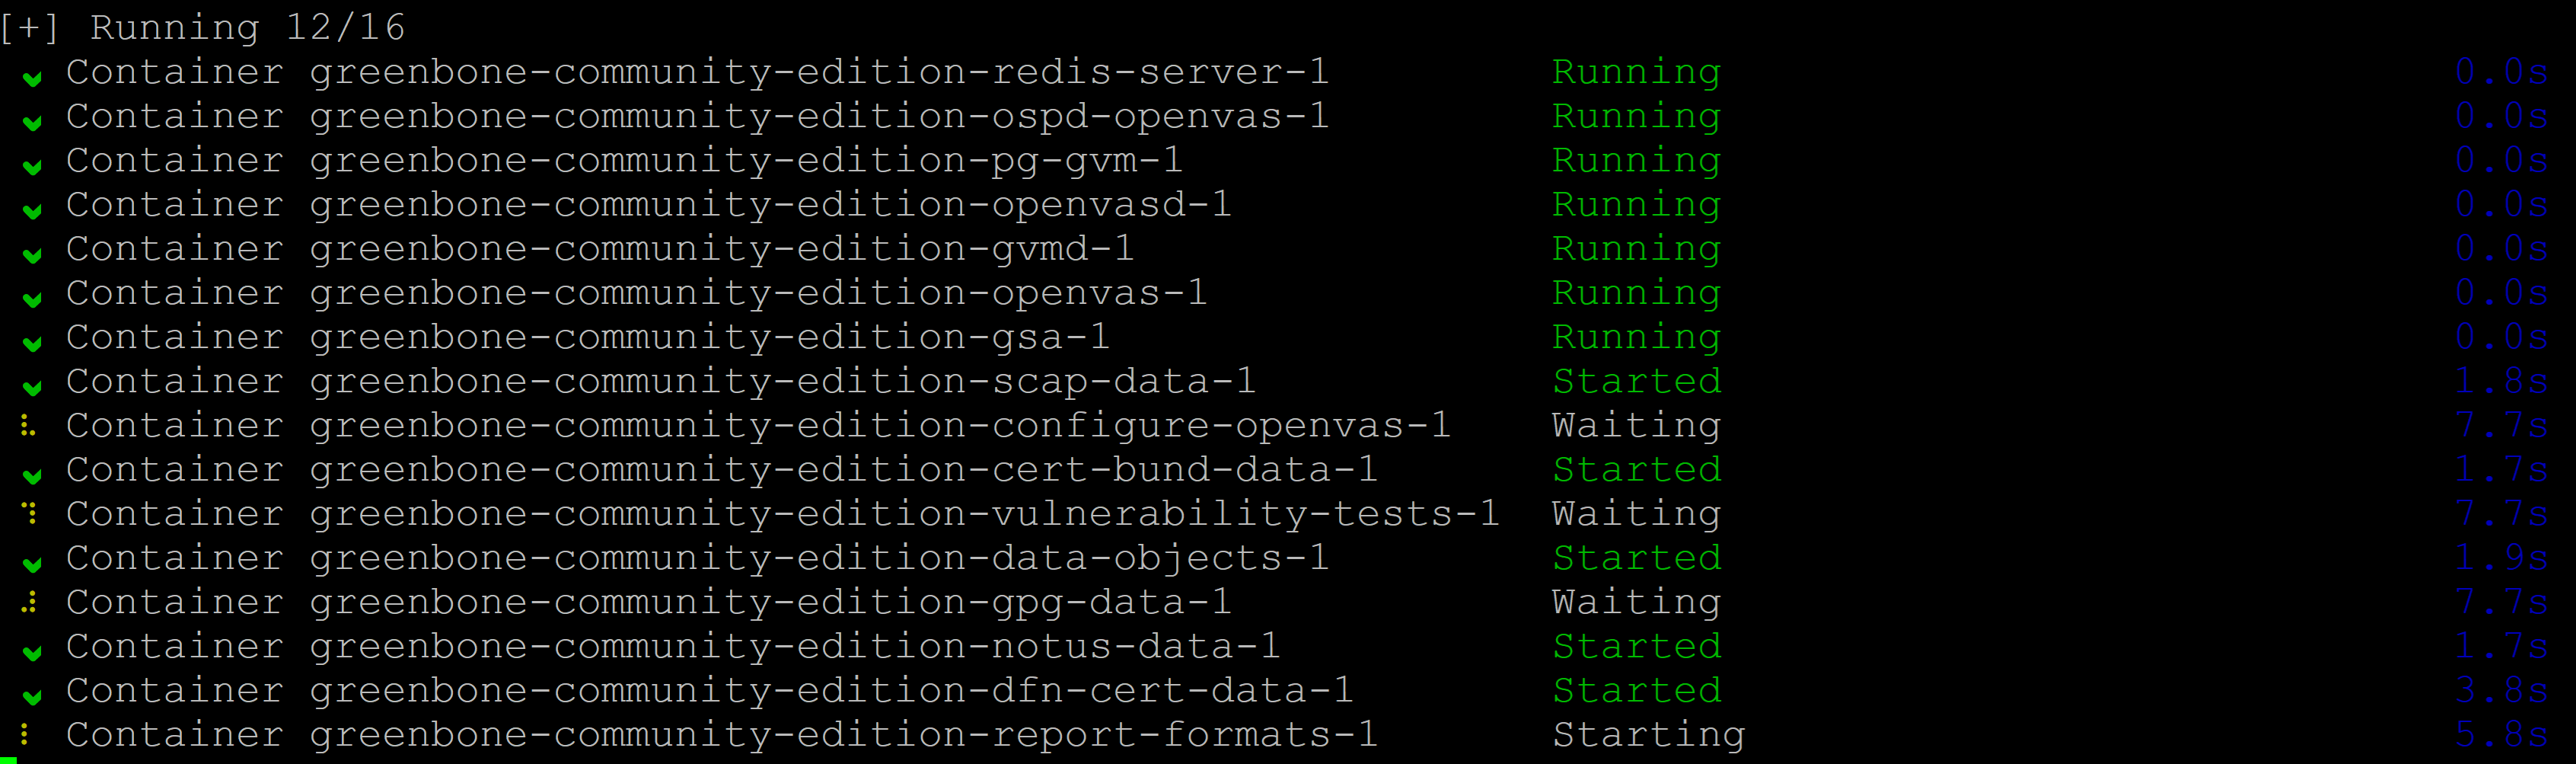 [+] Running 12/16
✔ Container greenbone-community-edition-redis-server-1 Running 0.0s
✔ Container greenbone-community-edition-ospd-openvas-1 Running 0.0s
✔ Container greenbone-community-edition-pg-gvm-1 Running 0.0s
✔ Container greenbone-community-edition-openvasd-1 Running 0.0s
✔ Container greenbone-community-edition-gvmd-1 Running 0.0s
✔ Container greenbone-community-edition-openvas-1 Running 0.0s
✔ Container greenbone-community-edition-gsa-1 Running 0.0s
✔ Container greenbone-community-edition-scap-data-1 Started 1.8s
⠧ Container greenbone-community-edition-configure-openvas-1 Waiting 7.7s
✔ Container greenbone-community-edition-cert-bund-data-1 Started 1.7s
⠹ Container greenbone-community-edition-vulnerability-tests-1 Waiting 7.7s
✔ Container greenbone-community-edition-data-objects-1 Started 1.9s
⠼ Container greenbone-community-edition-gpg-data-1 Waiting 7.7s
✔ Container greenbone-community-edition-notus-data-1 Started 1.7s
✔ Container greenbone-community-edition-dfn-cert-data-1 Started 3.8s
⠇ Container greenbone-community-edition-report-formats-1 Starting 5.8s